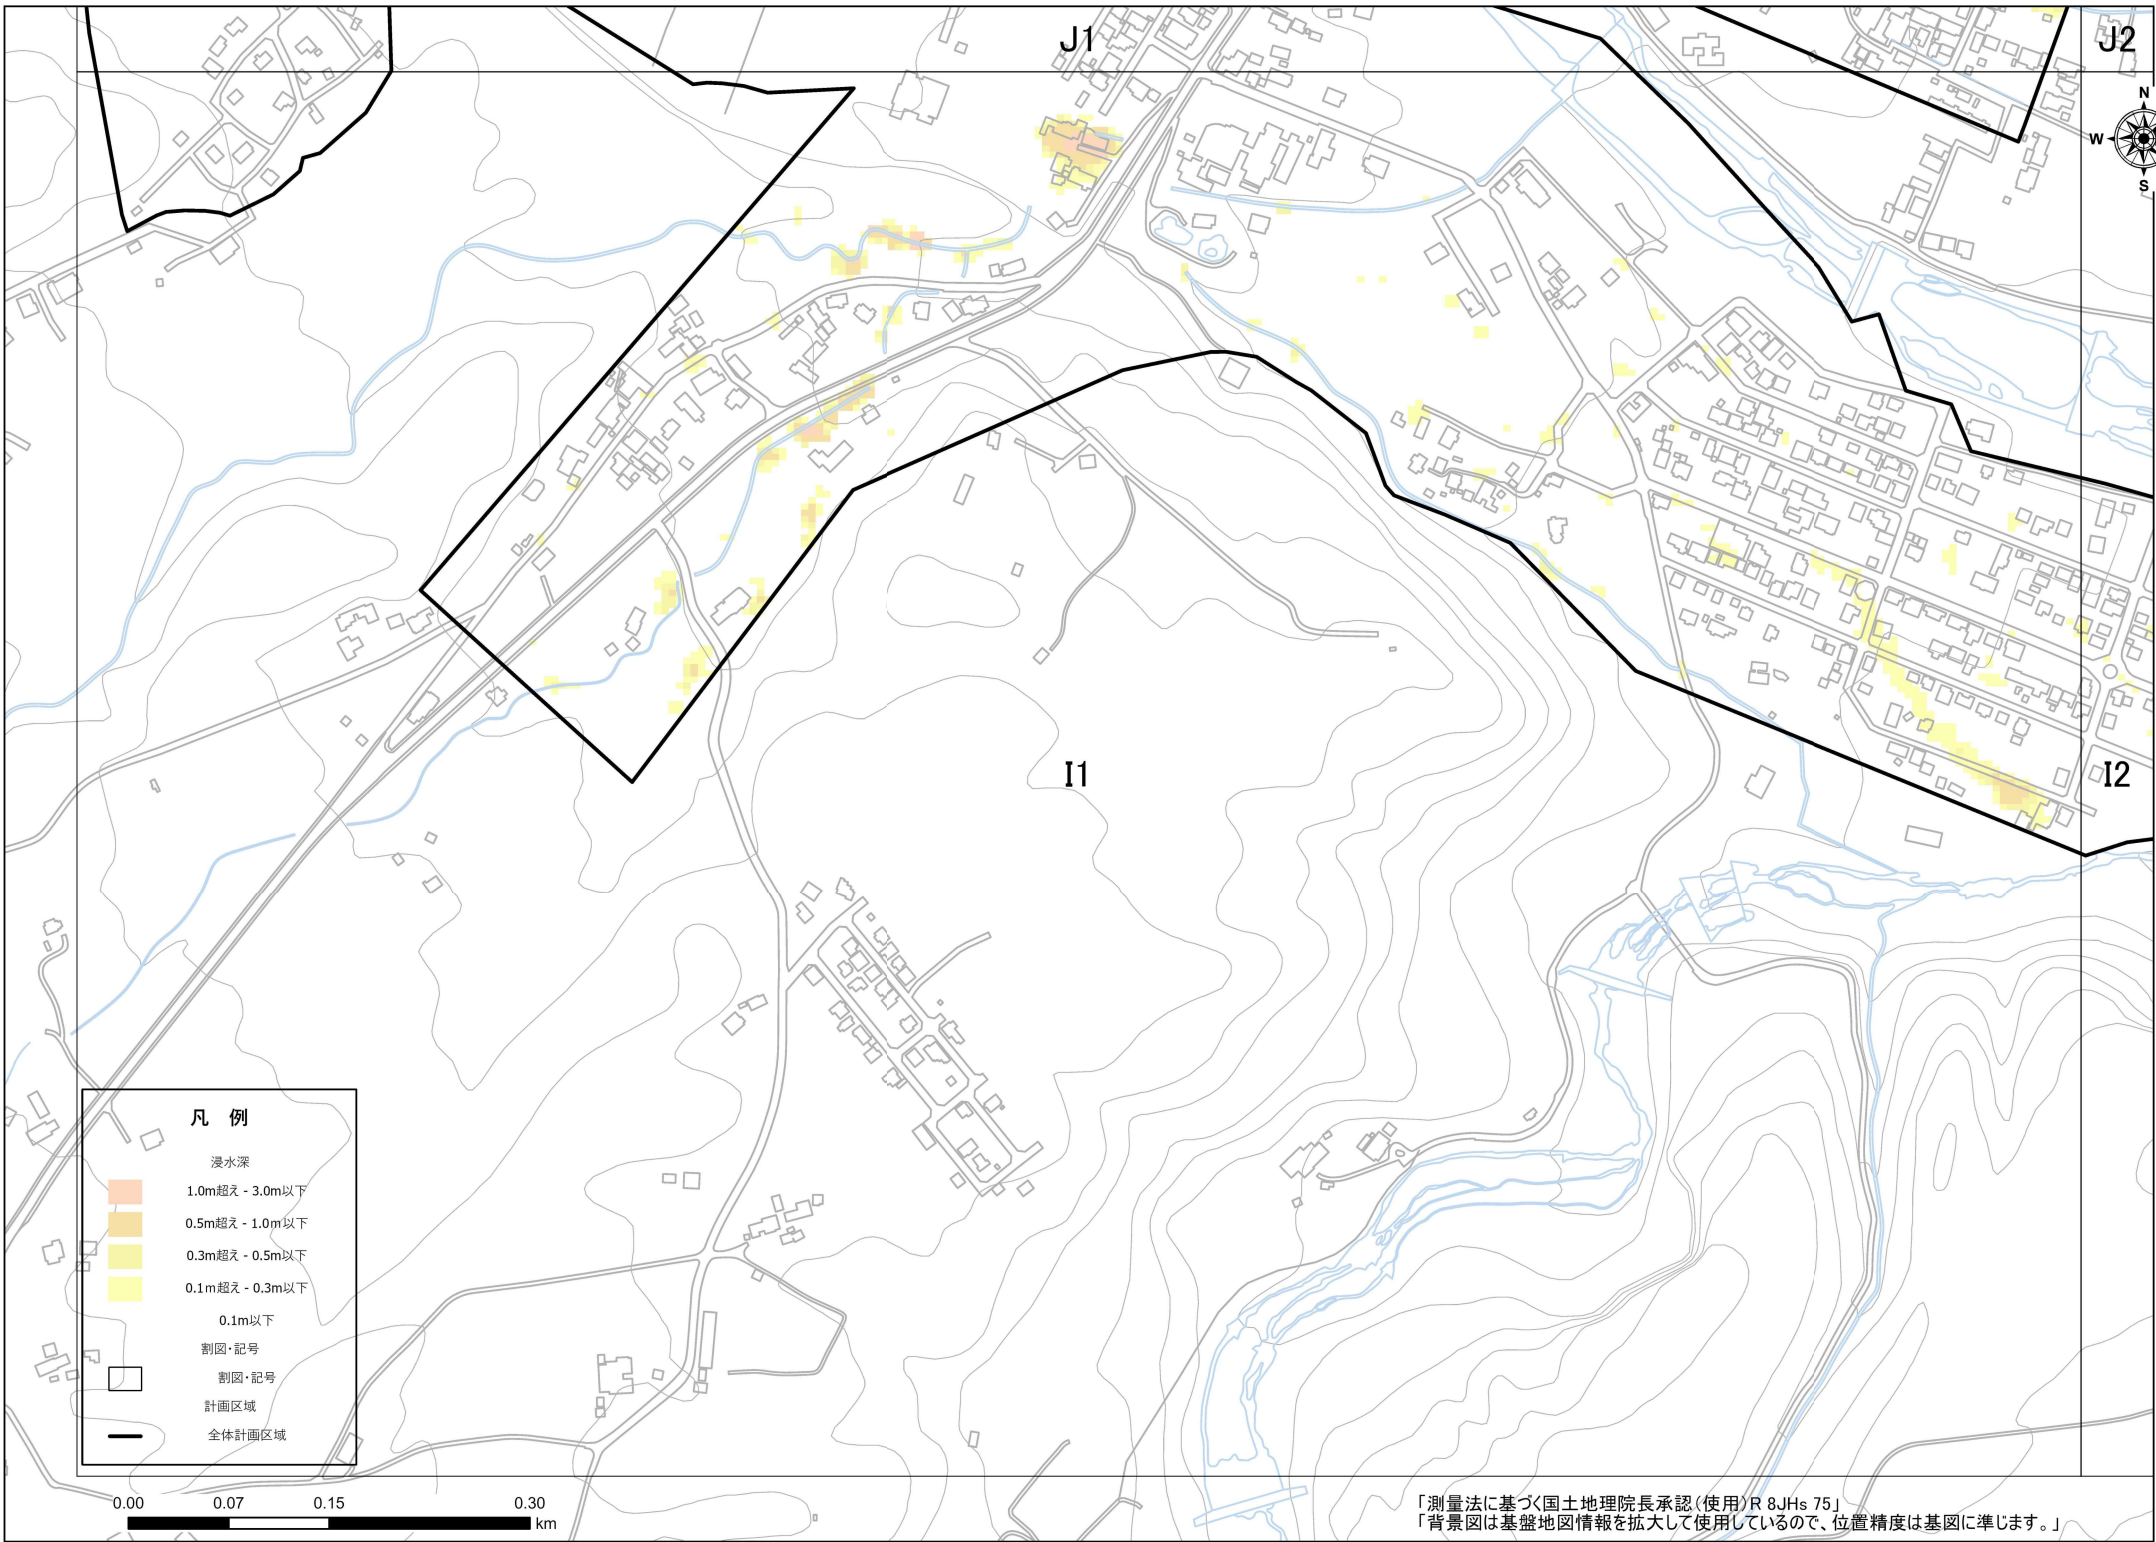 J1
J2
N
W
S
I1
I2
凡 例
浸水深
1.0m超え - 3.0m以下
0.5m超え - 1.0m以下
0.3m超え - 0.5m以下
0.1m超え - 0.3m以下
0.1m以下
割図・記号
割図・記号
計画区域
全体計画区域
0.00 0.07 0.15 0.30
km
「測量法に基づく国土地理院長承認(使用)R 8JHs 75」
「背景図は基盤地図情報を拡大して使用しているので、位置精度は基図に準じます。」